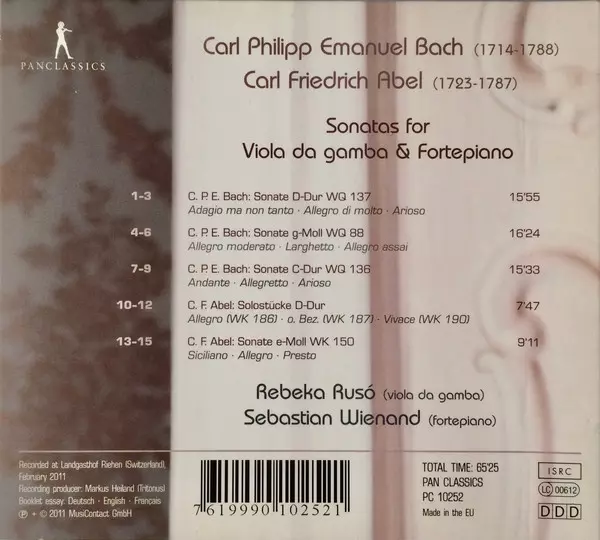 PANCLASSICS
Carl Philipp Emanuel Bach (1714-1788)
Carl Friedrich Abel (1723-1787)
Sonatas for
Viola da gamba & Fortepiano
1-3 C. P. E. Bach: Sonate D-Dur WQ 137 15'55
Adagio ma non tanto · Allegro di molto · Arioso
4-6 C. P. E. Bach: Sonate g-Moll WQ 88 16'24
Allegro moderato · Larghetto · Allegro assai
7-9 C. P. E. Bach: Sonate C-Dur WQ 136 15'33
Andante · Allegretto · Arioso
10-12 C. F. Abel: Solostücke D-Dur 7'47
Allegro (WK 186) · o. Bez. (WK 187) · Vivace (WK 190)
13-15 C. F. Abel: Sonate e-Moll WK 150 9'11
Siciliano · Allegro · Presto
Rebeka Rusó (viola da gamba)
Sebastian Wienand (fortepiano)
Recorded at Landgasthof Riehen (Switzerland),
February 2011
Recording producer: Markus Heiland (Tritonus)
Booklet essay: Deutsch · English · Français
℗ + © 2011 MusiContact GmbH
7619990102521
TOTAL TIME: 65'25
PAN CLASSICS
PC 10252
Made in the EU
ISRC
LC 00612
DDD